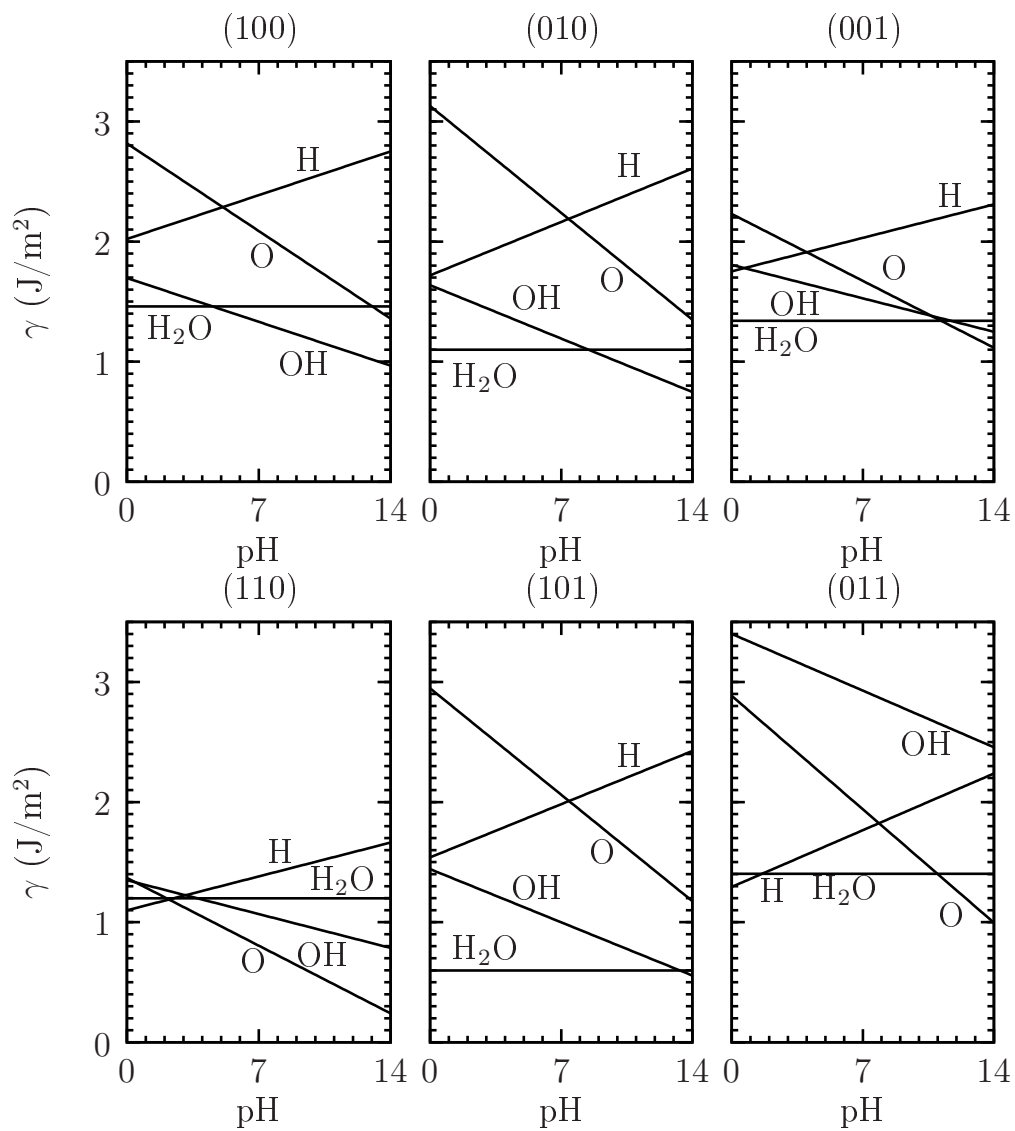 (100) (010) (001)
γ (J/m²)
3
2
1
0
H
O
H₂O
OH
H
OH
O
H₂O
H
O
OH
H₂O
0 7 14 0 7 14 0 7 14
pH pH pH
(110) (101) (011)
γ (J/m²)
3
2
1
0
H
H₂O
OH
O
H
O
OH
H₂O
OH
H
H₂O
O
0 7 14 0 7 14 0 7 14
pH pH pH